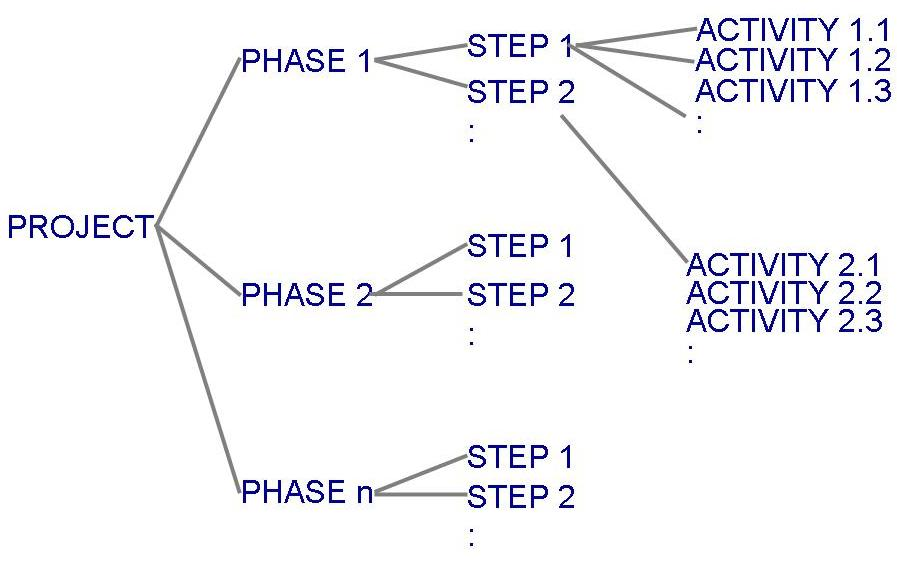 PROJECT
PHASE 1
STEP 1
ACTIVITY 1.1
ACTIVITY 1.2
ACTIVITY 1.3
:
STEP 2
:
ACTIVITY 2.1
ACTIVITY 2.2
ACTIVITY 2.3
:
PHASE 2
STEP 1
STEP 2
:
PHASE n
STEP 1
STEP 2
: